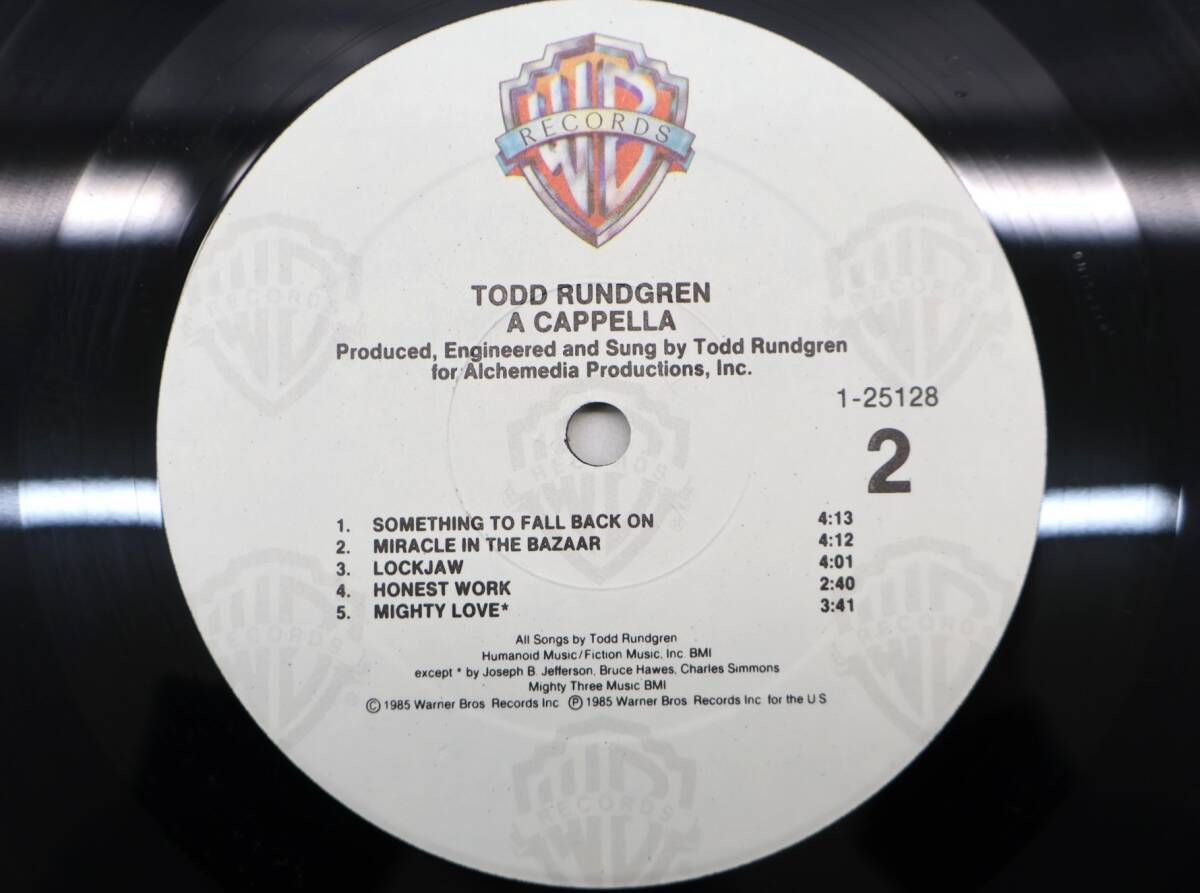 WB
RECORDS
TODD RUNDGREN
A CAPPELLA
Produced, Engineered and Sung by Todd Rundgren
for Alchemedia Productions, Inc.
1-25128
2
1. SOMETHING TO FALL BACK ON 4:13
2. MIRACLE IN THE BAZAAR 4:12
3. LOCKJAW 4:01
4. HONEST WORK 2:40
5. MIGHTY LOVE* 3:41
All Songs by Todd Rundgren
Humanoid Music/Fiction Music, Inc. BMI
except * by Joseph B. Jefferson, Bruce Hawes, Charles Simmons
Mighty Three Music BMI
© 1985 Warner Bros Records Inc ℗ 1985 Warner Bros Records Inc for the U S